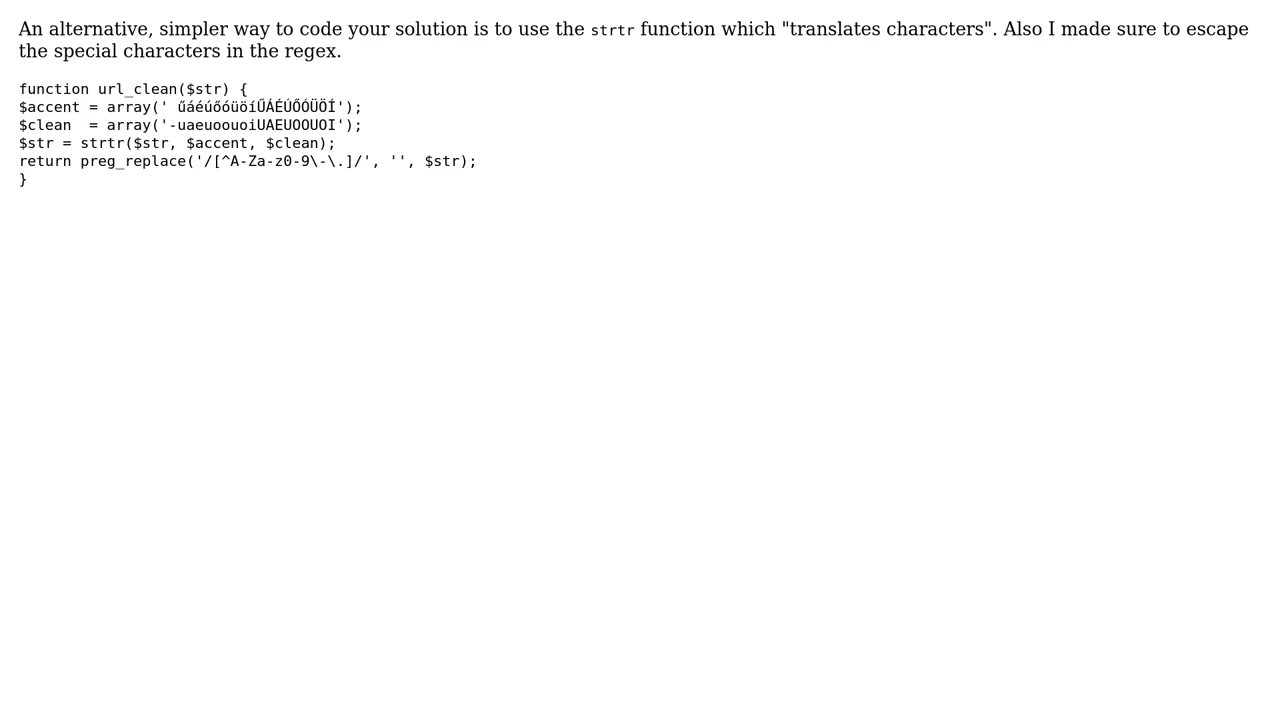 An alternative, simpler way to code your solution is to use the strtr function which "translates characters". Also I made sure to escape
the special characters in the regex.
function url_clean($str) {
$accent = array(' űáéúőóüöíŰÁÉÚŐÓÜÖÍ');
$clean  = array('-uaeuoouoiUAEUOOUOI');
$str = strtr($str, $accent, $clean);
return preg_replace('/[^A-Za-z0-9\-\.]/', '', $str);
}